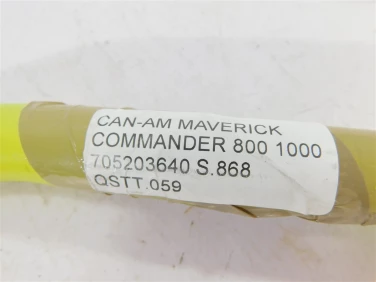 CAN-AM MAVERICK
COMMANDER 800 1000
705203640 S.868
QSTT.059